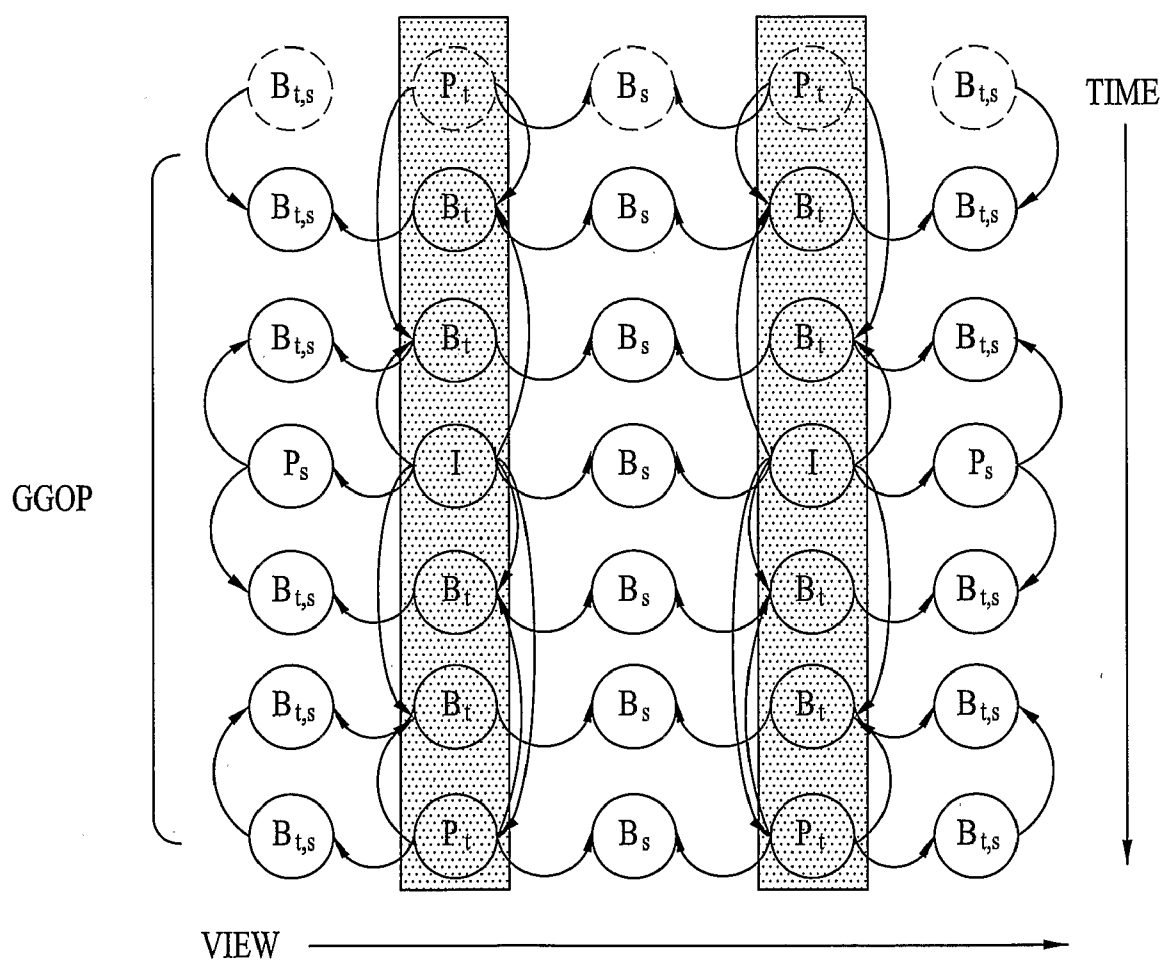 B t,s P t B s P t B t,s TIME
B t,s B t B s B t B t,s
B t,s B t B s B t B t,s
P s I B s I P s
GGOP
B t,s B t B s B t B t,s
B t,s B t B s B t B t,s
B t,s P t B s P t B t,s
VIEW